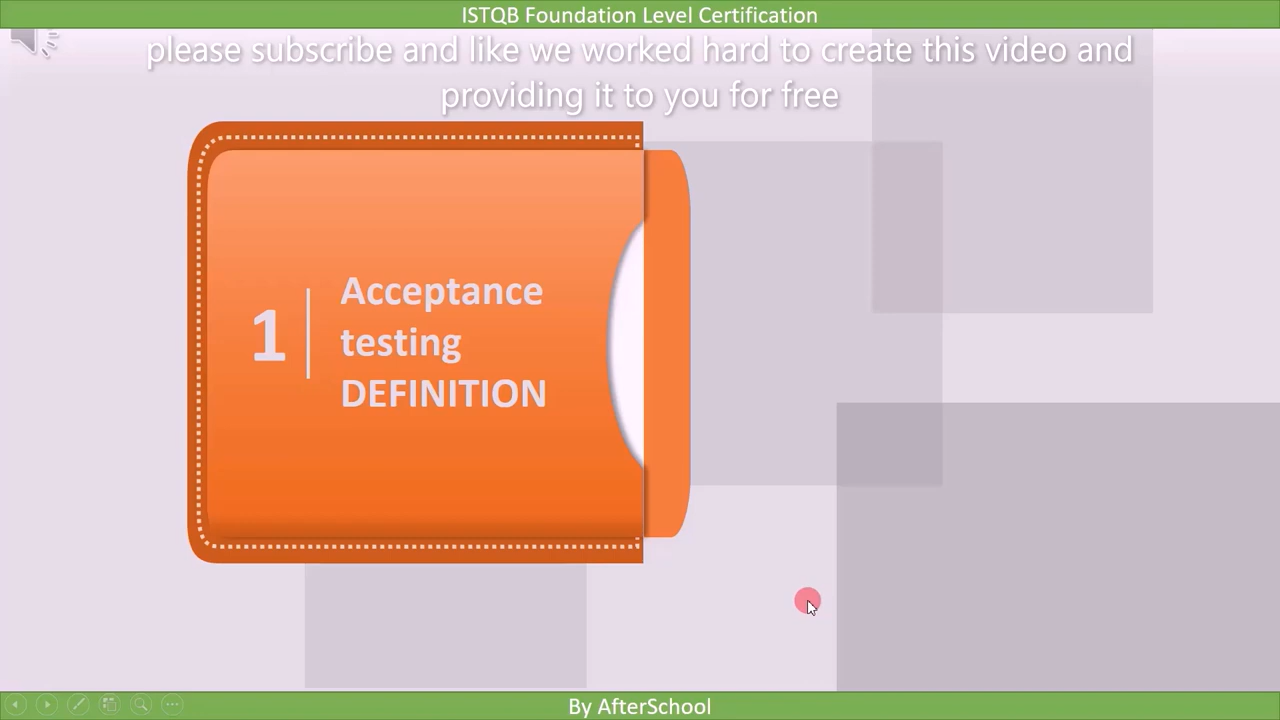 ISTQB Foundation Level Certification
please subscribe and like we worked hard to create this video and
providing it to you for free
1
Acceptance
testing
DEFINITION
By AfterSchool